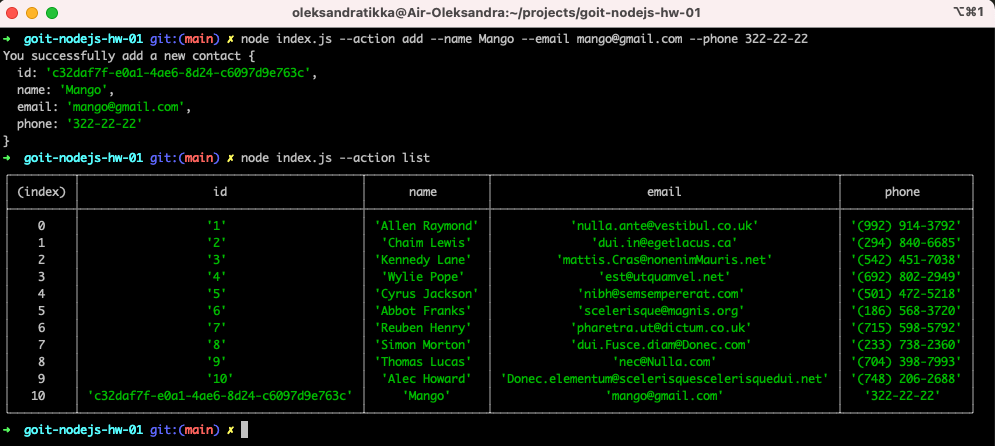 oleksandratikka@Air-Oleksandra:~/projects/goit-nodejs-hw-01 ⌥⌘1
➜ goit-nodejs-hw-01 git:(main) ✗ node index.js --action add --name Mango --email mango@gmail.com --phone 322-22-22
You successfully add a new contact {
id: 'c32daf7f-e0a1-4ae6-8d24-c6097d9e763c',
name: 'Mango',
email: 'mango@gmail.com',
phone: '322-22-22'
}
➜ goit-nodejs-hw-01 git:(main) ✗ node index.js --action list
(index) id name email phone
0 '1' 'Allen Raymond' 'nulla.ante@vestibul.co.uk' '(992) 914-3792'
1 '2' 'Chaim Lewis' 'dui.in@egetlacus.ca' '(294) 840-6685'
2 '3' 'Kennedy Lane' 'mattis.Cras@nonenimMauris.net' '(542) 451-7038'
3 '4' 'Wylie Pope' 'est@utquamvel.net' '(692) 802-2949'
4 '5' 'Cyrus Jackson' 'nibh@semsempererat.com' '(501) 472-5218'
5 '6' 'Abbot Franks' 'scelerisque@magnis.org' '(186) 568-3720'
6 '7' 'Reuben Henry' 'pharetra.ut@dictum.co.uk' '(715) 598-5792'
7 '8' 'Simon Morton' 'dui.Fusce.diam@Donec.com' '(233) 738-2360'
8 '9' 'Thomas Lucas' 'nec@Nulla.com' '(704) 398-7993'
9 '10' 'Alec Howard' 'Donec.elementum@scelerisquescelerisquedui.net' '(748) 206-2688'
10 'c32daf7f-e0a1-4ae6-8d24-c6097d9e763c' 'Mango' 'mango@gmail.com' '322-22-22'
➜ goit-nodejs-hw-01 git:(main) ✗